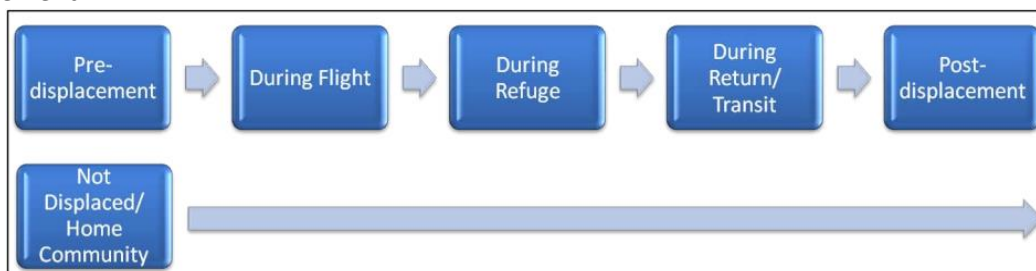 Pre-
displacement
During Flight
During
Refuge
During
Return/
Transit
Post-
displacement
Not
Displaced/
Home
Community